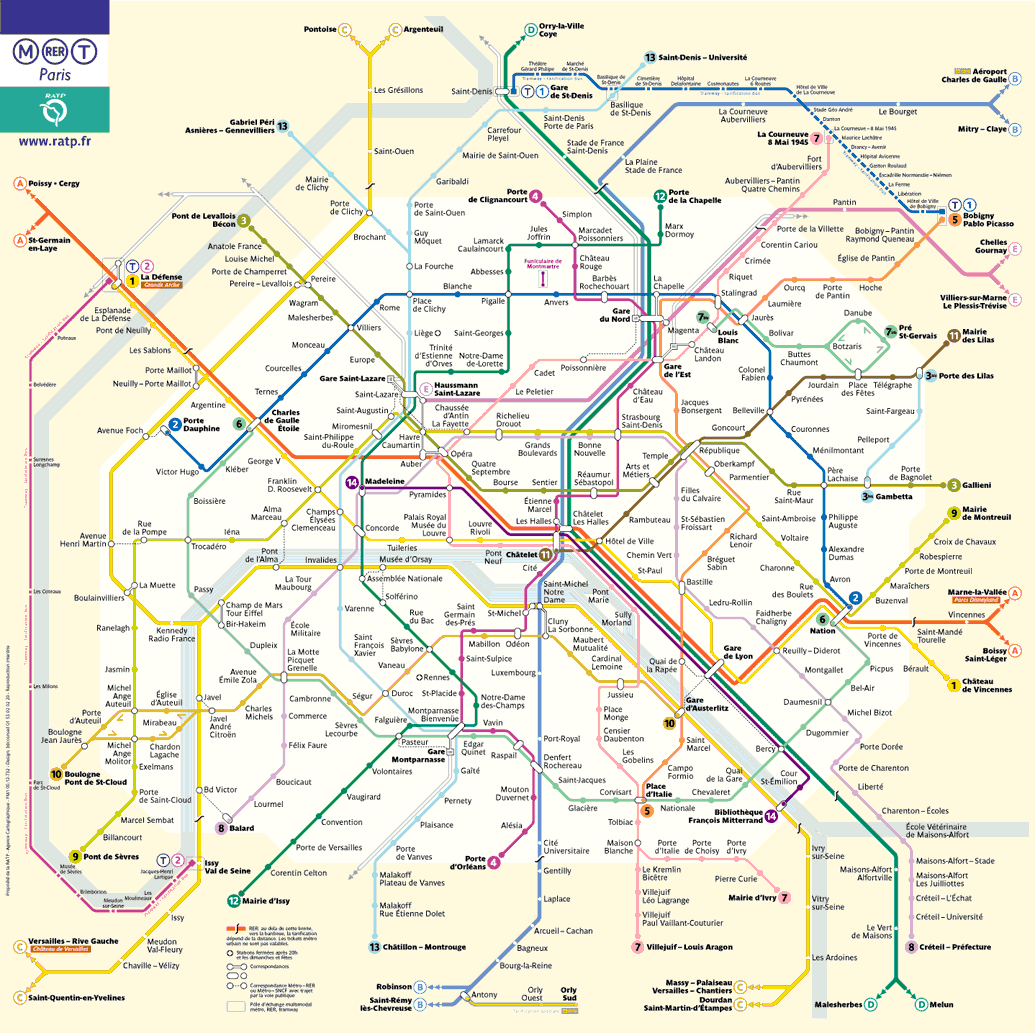 Pontoise
C
C
Argenteuil
D
Orry-la-Ville
Coye
M RER T
Paris
RATP
www.ratp.fr
13
Saint-Denis – Université
Théâtre
Gérard Philipe
Marché
de St-Denis
Basilique
de St-Denis
Cimetière
de St-Denis
Hôpital
Delafontaine
Cosmonautes
La Courneuve
6 Routes
Hôtel de Ville
de La Courneuve
Aéroport
Charles de Gaulle
B
Les Grésillons
Saint-Denis
T 1
Gare
de St-Denis
Basilique
de St-Denis
Stade Géo André
Danton
La Courneuve – 8 Mai 1945
Maurice Lachâtre
Drancy – Avenir
Hôpital Avicenne
Gaston Roulaud
Escadrille Normandie – Niémen
La Ferme
Libération
Hôtel de Ville
de Bobigny
T 1
Le Bourget
La Courneuve
Aubervilliers
Mitry – Claye
B
Gabriel Péri
Asnières – Gennevilliers
13
Saint-Denis
Porte de Paris
Carrefour
Pleyel
Stade de France
Saint-Denis
La Courneuve
8 Mai 1945
7
Saint-Ouen
Mairie de Saint-Ouen
La Plaine
Stade de France
Fort
d'Aubervilliers
Aubervilliers – Pantin
Quatre Chemins
A
Poissy • Cergy
Mairie
de Clichy
Garibaldi
Porte
de Clignancourt
4
12
Porte
de la Chapelle
Pantin
5
Bobigny
Pablo Picasso
Pont de Levallois
Bécon
3
Porte
de Clichy
Porte
de Saint-Ouen
Simplon
Marx
Dormoy
Porte de la Villette
Corentin Cariou
Bobigny – Pantin
Raymond Queneau
A
St-Germain
en-Laye
Anatole France
Louise Michel
Porte de Champerret
Pereire – Levallois
Pereire
Brochant
Guy
Môquet
Lamarck
Caulaincourt
Jules
Joffrin
Marcadet
Poissonniers
Crimée
Église de Pantin
Chelles
Gournay
E
La Fourche
Abbesses
Funiculaire de
Montmartre
Château
Rouge
Riquet
Ourcq
Porte
de Pantin
Hoche
T 2
1
La Défense
Grande Arche
Wagram
Blanche
Barbès
Rochechouart
La
Chapelle
Stalingrad
Laumière
Villiers-sur-Marne
Le Plessis-Trévise
E
Esplanade
de La Défense
Malesherbes
Rome
Place
de Clichy
Pigalle
Anvers
Gare
du Nord
Magenta
Jaurès
Danube
Pont de Neuilly
Villiers
Liège
Saint-Georges
7bis
Louis
Blanc
Bolivar
7bis
Pré
St-Gervais
11
Mairie
des Lilas
Puteaux
Les Sablons
Monceau
Europe
Trinité
d'Estienne
d'Orves
Notre-Dame
de-Lorette
Château
Landon
Botzaris
Buttes
Chaumont
Porte Maillot
Neuilly – Porte Maillot
Courcelles
Gare Saint-Lazare
Saint-Lazare
E
Haussmann
Saint-Lazare
Cadet
Poissonnière
Gare
de l'Est
Colonel
Fabien
Jourdain
Place
des Fêtes
Télégraphe
3bis
Porte des Lilas
Belvédère
Argentine
Ternes
Le Peletier
Château
d'Eau
Jacques
Bonsergent
Pyrénées
Saint-Fargeau
Avenue Foch
2
Porte
Dauphine
6
Charles
de Gaulle
Étoile
Saint-Augustin
Miromesnil
Chaussée
d'Antin
La Fayette
Richelieu
Drouot
Strasbourg
Saint-Denis
Belleville
Goncourt
Couronnes
Pelleport
Suresnes
Longchamp
Victor Hugo
Kléber
Saint-Philippe
du-Roule
Havre
Caumartin
Grands
Boulevards
Bonne
Nouvelle
République
Ménilmontant
George V
Auber
Opéra
Quatre
Septembre
Temple
Oberkampf
Père
Lachaise
Porte
de Bagnolet
Boissière
Franklin
D. Roosevelt
14
Madeleine
Pyramides
Bourse
Sentier
Réaumur
Sébastopol
Arts et
Métiers
Parmentier
Rue
Saint-Maur
3bis
Gambetta
3
Gallieni
Alma
Marceau
Champs
Élysées
Clemenceau
Concorde
Palais Royal
Musée du
Louvre
Louvre
Rivoli
Étienne
Marcel
Les Halles
Châtelet
Les Halles
Rambuteau
Filles
du Calvaire
St-Sébastien
Froissart
Saint-Ambroise
Philippe
Auguste
9
Mairie
de Montreuil
Rue
de la Pompe
Iéna
Tuileries
Richard
Lenoir
Voltaire
Croix de Chavaux
Avenue
Henri Martin
Trocadéro
Pont
de l'Alma
Invalides
Musée d'Orsay
Pont
Neuf
Châtelet
11
Hôtel de Ville
Chemin Vert
Bréguet
Sabin
Alexandre
Dumas
Robespierre
Porte de Montreuil
Les Coteaux
La Muette
Boulainvilliers
Passy
La Tour
Maubourg
Assemblée Nationale
Solférino
Cité
St-Paul
Charonne
Avron
Maraîchers
Champ de Mars
Tour Eiffel
Bir-Hakeim
Varenne
Rue
du Bac
Saint
Germain
des-Prés
St-Michel
Saint-Michel
Notre
Dame
Pont
Marie
Bastille
Rue
des Boulets
2
Buzenval
Marne-la-Vallée
Parcs Disneyland
A
Ranelagh
Kennedy
Radio France
École
Militaire
Sully
Morland
Ledru-Rollin
Faidherbe
Chaligny
6
Nation
Vincennes
Dupleix
Saint
François
Xavier
Sèvres
Babylone
Mabillon
Odéon
Cluny
La Sorbonne
Maubert
Mutualité
Gare
de Lyon
Reuilly – Diderot
Porte de
Vincennes
Saint-Mandé
Tourelle
Boissy
Saint-Léger
A
Jasmin
La Motte
Picquet
Grenelle
Vaneau
Saint-Sulpice
Cardinal
Lemoine
Quai de
la Rapée
Montgallet
Picpus
Bérault
Les Milons
Michel
Ange
Auteuil
Église
d'Auteuil
Javel
Avenue
Émile Zola
Ségur
Rennes
Luxembourg
Jussieu
Bel-Air
1
Château
de Vincennes
Porte
d'Auteuil
Mirabeau
Javel
André
Citroën
Charles
Michels
Cambronne
Duroc
St-Placide
Notre-Dame
des-Champs
Gare
d'Austerlitz
10
Daumesnil
Michel Bizot
Boulogne
Jean Jaurès
Commerce
Sèvres
Lecourbe
Falguière
Montparnasse
Bienvenüe
Vavin
Place
Monge
Dugommier
Michel
Ange
Molitor
Chardon
Lagache
Félix Faure
Pasteur
Gare
Montparnasse
Edgar
Quinet
Raspail
Port-Royal
Censier
Daubenton
Saint
Marcel
Bercy
Porte Dorée
10
Boulogne
Pont de St-Cloud
Exelmans
Boucicaut
Volontaires
Gaîté
Denfert
Rochereau
Les
Gobelins
Campo
Formio
Quai
de la Gare
Cour
St-Émilion
Porte de Charenton
Parc
de St-Cloud
Porte
de Saint-Cloud
Bd Victor
Lourmel
Vaugirard
Pernety
Mouton
Duvernet
Saint-Jacques
Glacière
Corvisart
Place
d'Italie
5
Nationale
Chevaleret
Liberté
Marcel Sembat
8
Balard
Convention
Plaisance
Alésia
Tolbiac
Bibliothèque
François Mitterrand
14
Charenton – Écoles
Billancourt
Porte de Versailles
Porte
de Vanves
Porte
d'Orléans
4
Cité
Universitaire
Maison
Blanche
Porte
d'Italie
Porte
de Choisy
Porte
d'Ivry
Ivry
sur-Seine
École Vétérinaire
de Maisons-Alfort
9
Pont de Sèvres
T 2
Issy
Val de Seine
Corentin Celton
Malakoff
Plateau de Vanves
Gentilly
Le Kremlin
Bicêtre
Pierre Curie
Maisons-Alfort
Alfortville
Maisons-Alfort – Stade
Musée
de Sèvres
Brimborion
Meudon
sur-Seine
Les
Moulineaux
Jacques-Henri
Lartigue
12
Mairie d'Issy
Laplace
Villejuif
Léo Lagrange
Mairie d'Ivry
7
Vitry
sur-Seine
Maisons-Alfort
Les Juilliottes
Créteil – L'Échat
Issy
Malakoff
Rue Étienne Dolet
Arcueil – Cachan
Villejuif
Paul Vaillant-Couturier
Le Vert
de Maisons
Créteil – Université
C
Versailles – Rive Gauche
Château de Versailles
Meudon
Val-Fleury
RER: au delà de cette limite,
vers la banlieue, la tarification
dépend de la distance. Les tickets métro
urbain ne sont pas valables.
Stations fermées après 20h
et les dimanches et fêtes
Correspondances
Correspondance Métro – RER
ou Métro – SNCF avec trajet
par la voie publique
Pôle d'échange multimodal
métro, RER, tramway
13
Châtillon – Montrouge
Bagneux
7
Villejuif – Louis Aragon
8
Créteil – Préfecture
Chaville – Vélizy
Bourg-la-Reine
Les Ardoines
C
Saint-Quentin-en-Yvelines
Robinson
B
Saint-Rémy
lès-Chevreuse
B
Antony
Orly
Ouest
Orly
Sud
Massy – Palaiseau
Versailles – Chantiers
C
Dourdan
Saint-Martin-d'Étampes
C
Malesherbes
D
D
Melun